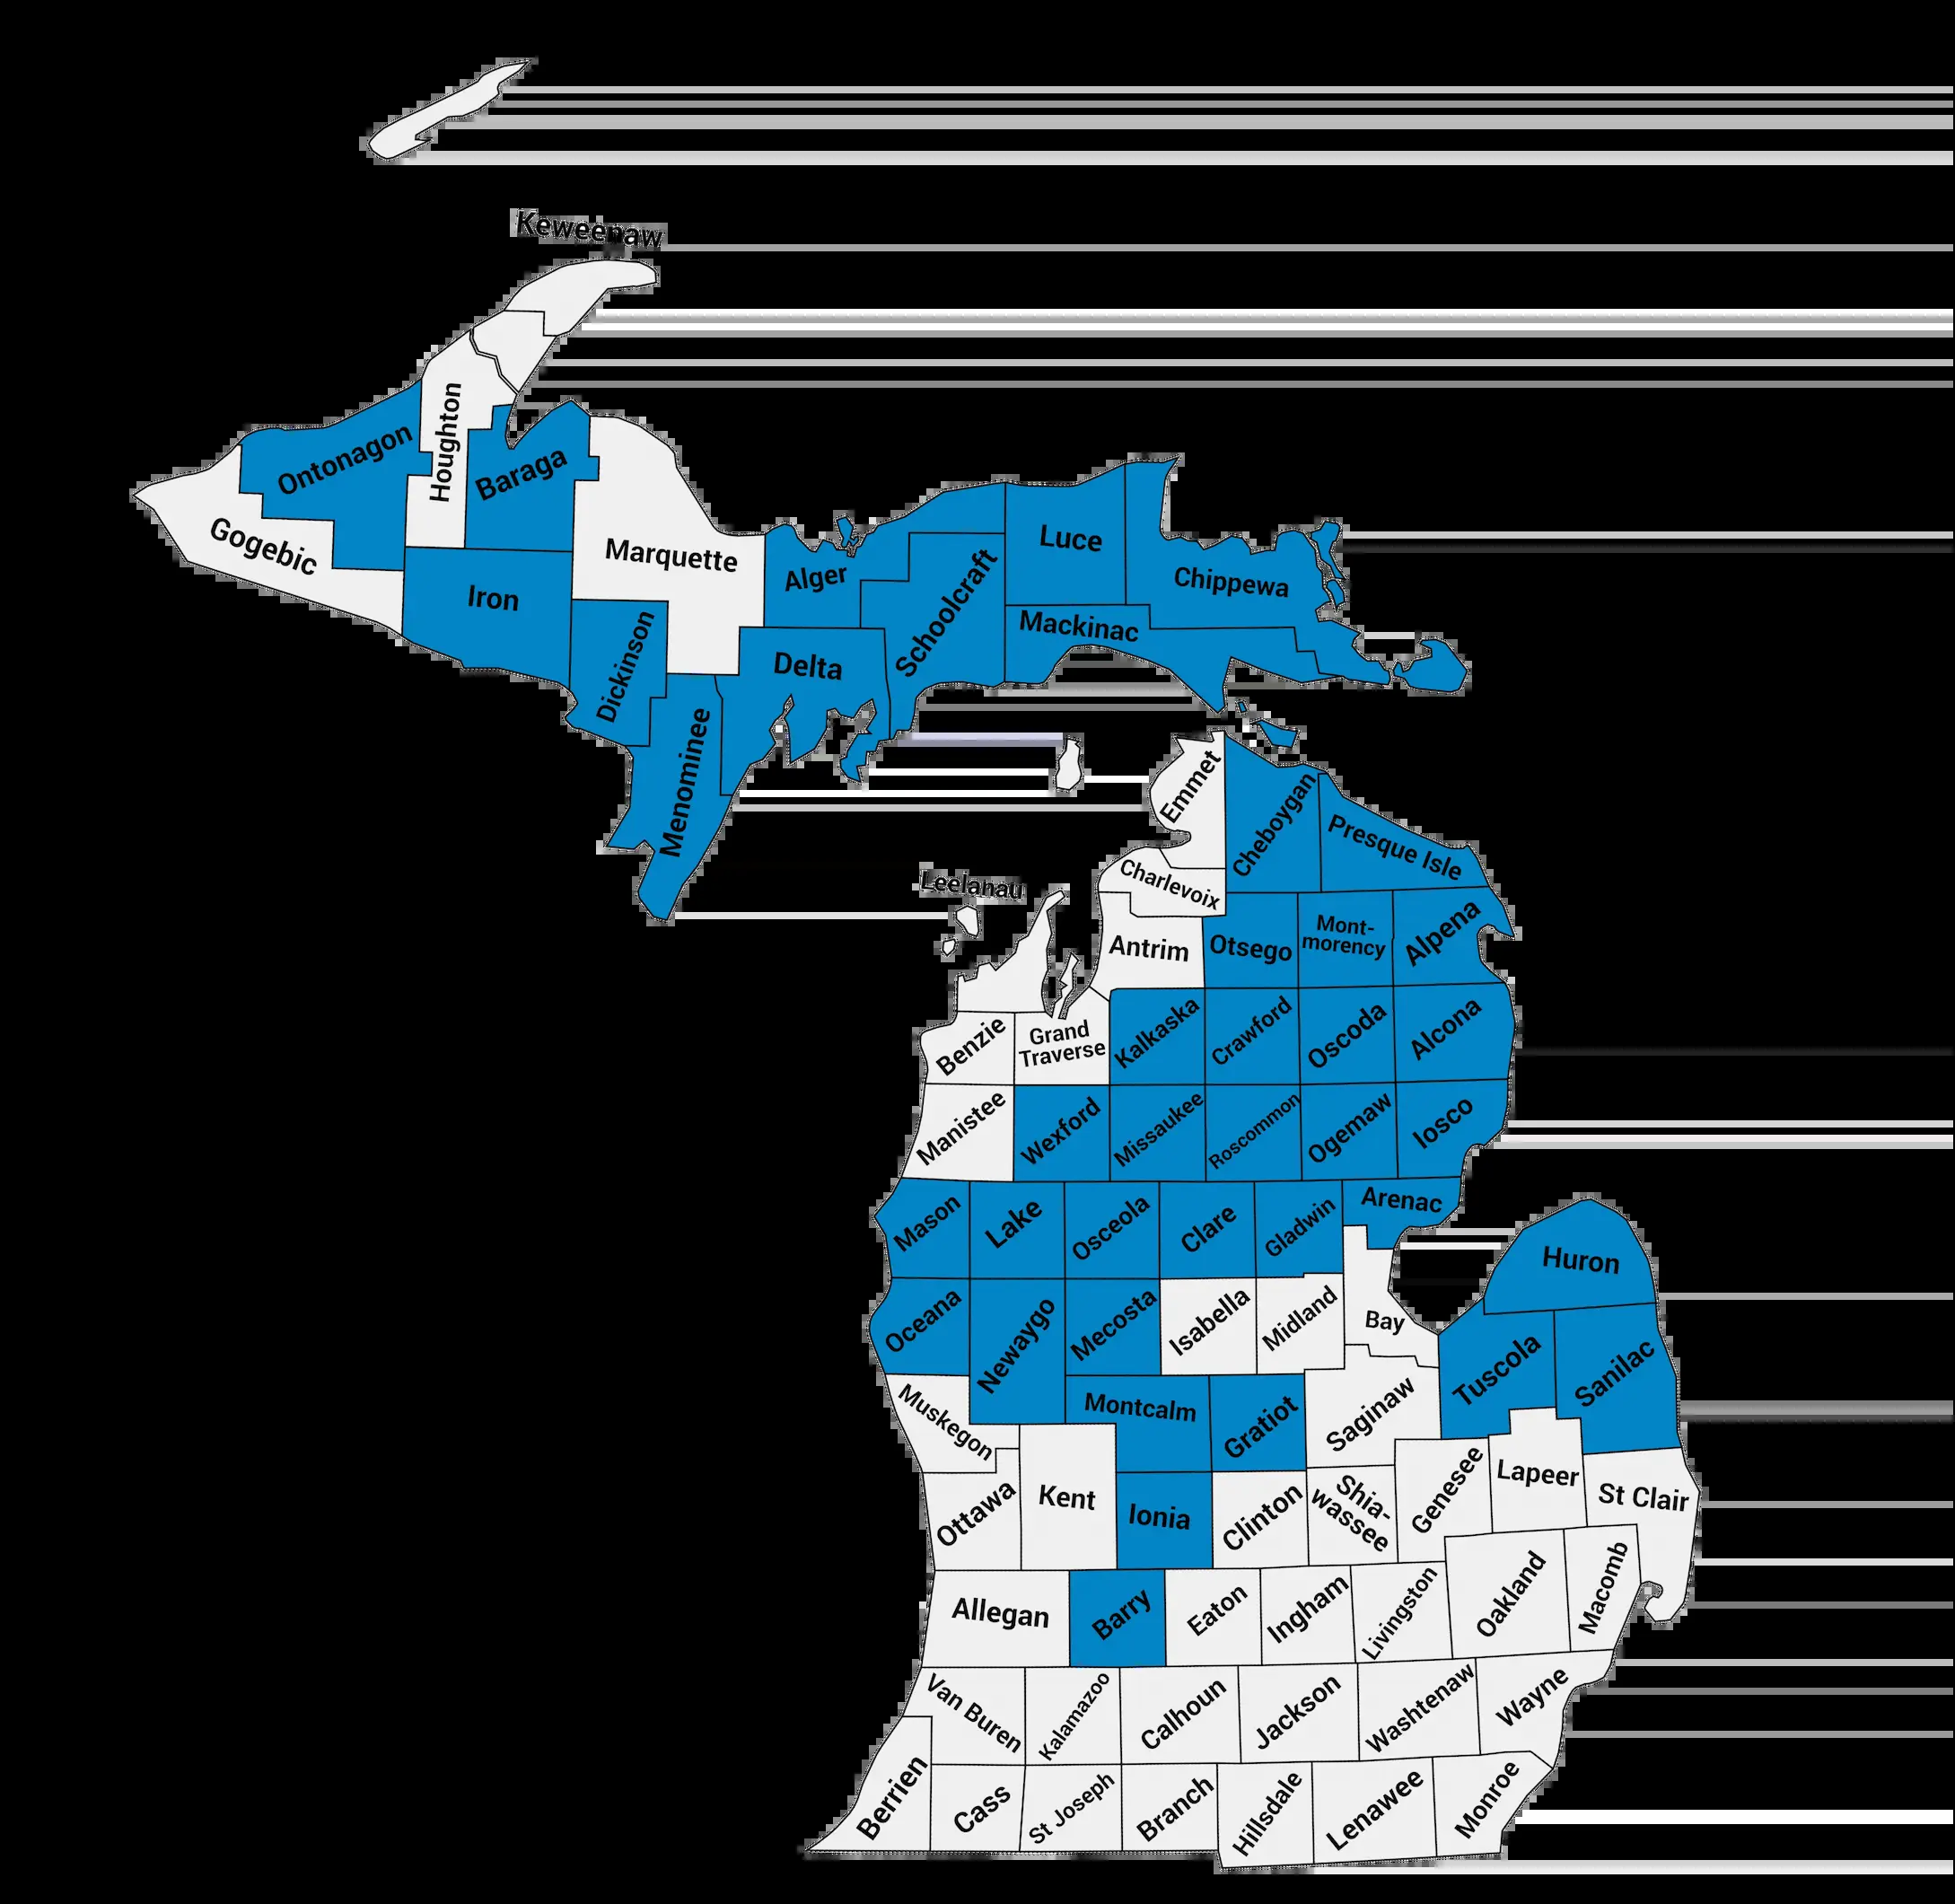 Keweenaw
Houghton
Ontonagon
Baraga
Gogebic
Marquette
Iron
Alger
Luce
Schoolcraft
Chippewa
Mackinac
Dickinson
Delta
Menominee
Emmet
Cheboygan
Presque Isle
Charlevoix
Leelanau
Antrim
Otsego
Mont-
morency
Alpena
Benzie
Grand
Traverse
Kalkaska
Crawford
Oscoda
Alcona
Manistee
Wexford
Missaukee
Roscommon
Ogemaw
Iosco
Mason
Lake
Osceola
Clare
Gladwin
Arenac
Huron
Oceana
Newaygo
Mecosta
Isabella
Midland
Bay
Tuscola
Sanilac
Muskegon
Montcalm
Gratiot
Saginaw
Ottawa
Kent
Ionia
Clinton
Shia-
wassee
Genesee
Lapeer
St Clair
Allegan
Barry
Eaton
Ingham
Livingston
Oakland
Macomb
Van Buren
Kalamazoo
Calhoun
Jackson
Washtenaw
Wayne
Berrien
Cass
St Joseph
Branch
Hillsdale
Lenawee
Monroe